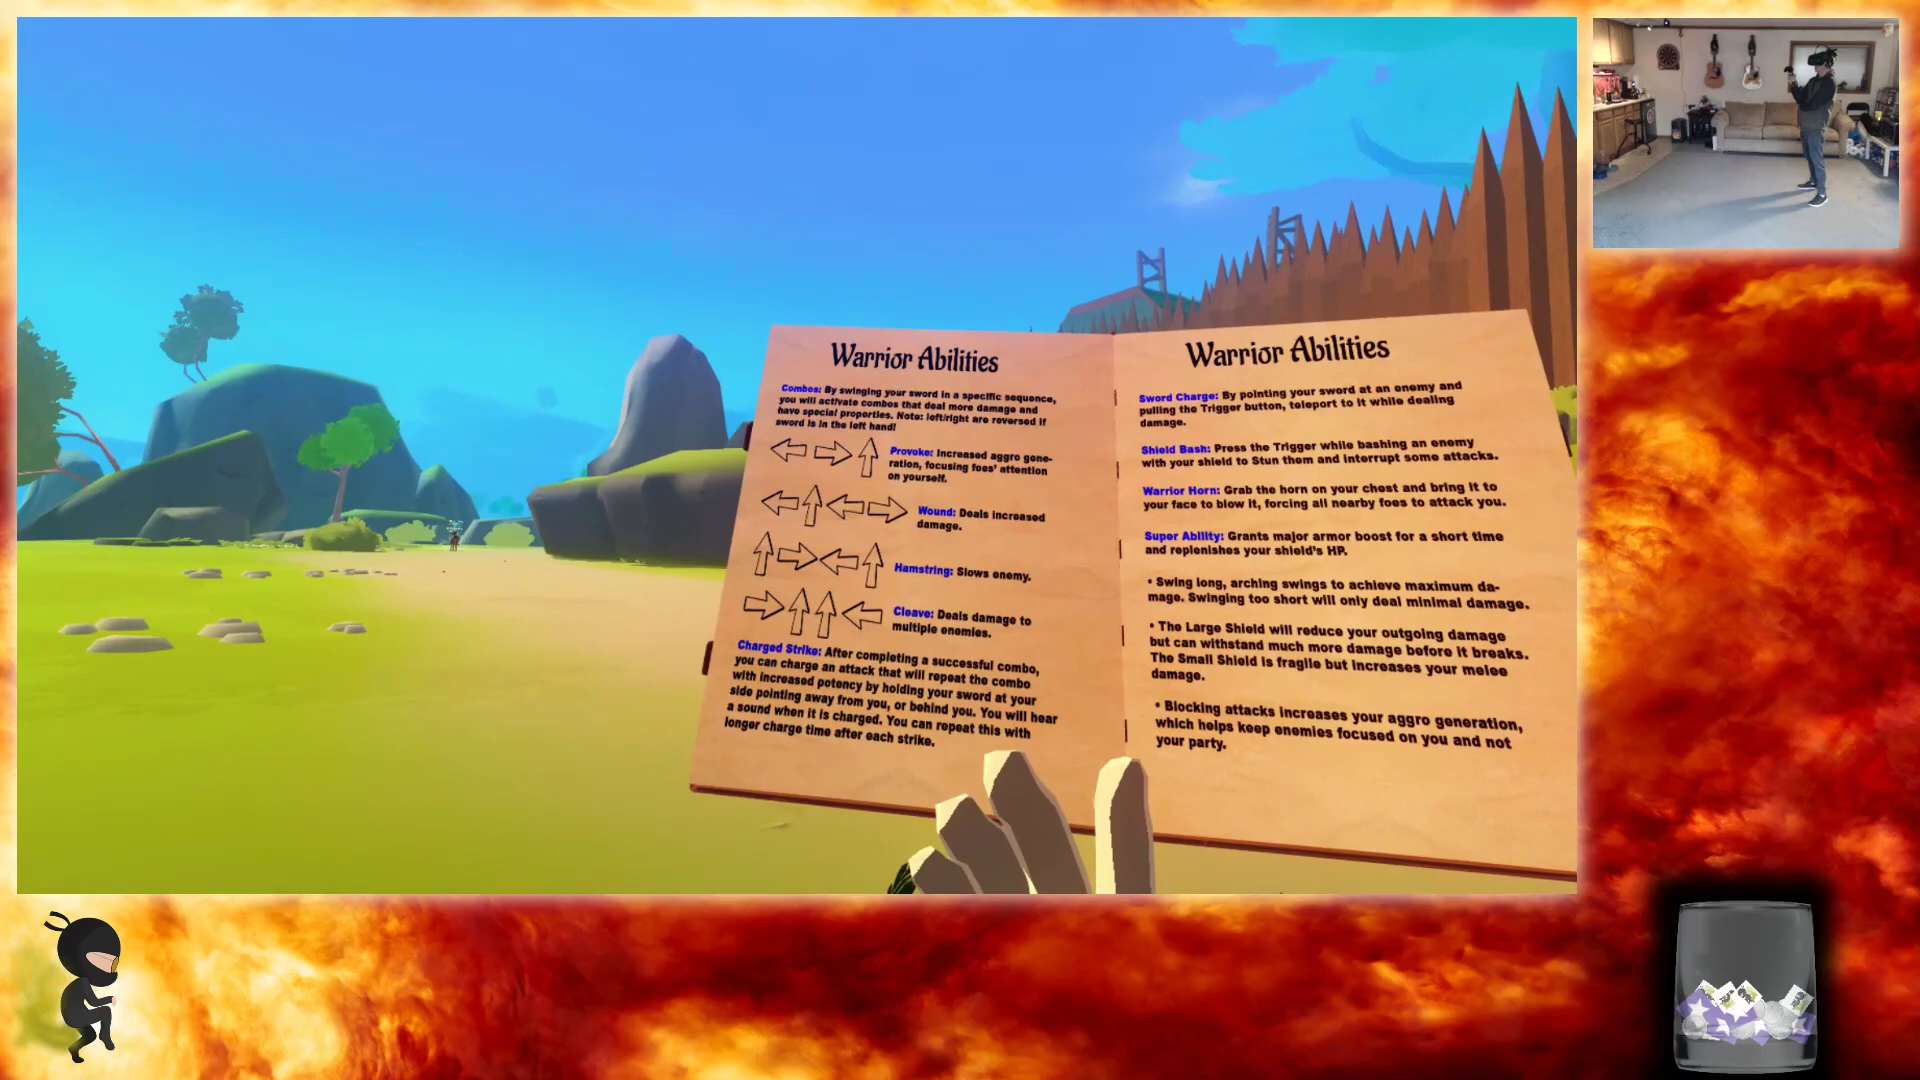 Warrior Abilities
Combos: By swinging your sword in a specific sequence,
you will activate combos that deal more damage and
have special properties. Note: left/right are reversed if
sword is in the left hand!
Provoke: Increased aggro gene-
ration, focusing foes' attention
on yourself.
Wound: Deals increased
damage.
Hamstring: Slows enemy.
Cleave: Deals damage to
multiple enemies.
Charged Strike: After completing a successful combo,
you can charge an attack that will repeat the combo
with increased potency by holding your sword at your
side pointing away from you, or behind you. You will hear
a sound when it is charged. You can repeat this with
longer charge time after each strike.
Warrior Abilities
Sword Charge: By pointing your sword at an enemy and
pulling the Trigger button, teleport to it while dealing
damage.
Shield Bash: Press the Trigger while bashing an enemy
with your shield to Stun them and interrupt some attacks.
Warrior Horn: Grab the horn on your chest and bring it to
your face to blow it, forcing all nearby foes to attack you.
Super Ability: Grants major armor boost for a short time
and replenishes your shield's HP.
• Swing long, arching swings to achieve maximum da-
mage. Swinging too short will only deal minimal damage.
• The Large Shield will reduce your outgoing damage
but can withstand much more damage before it breaks.
The Small Shield is fragile but increases your melee
damage.
• Blocking attacks increases your aggro generation,
which helps keep enemies focused on you and not
your party.